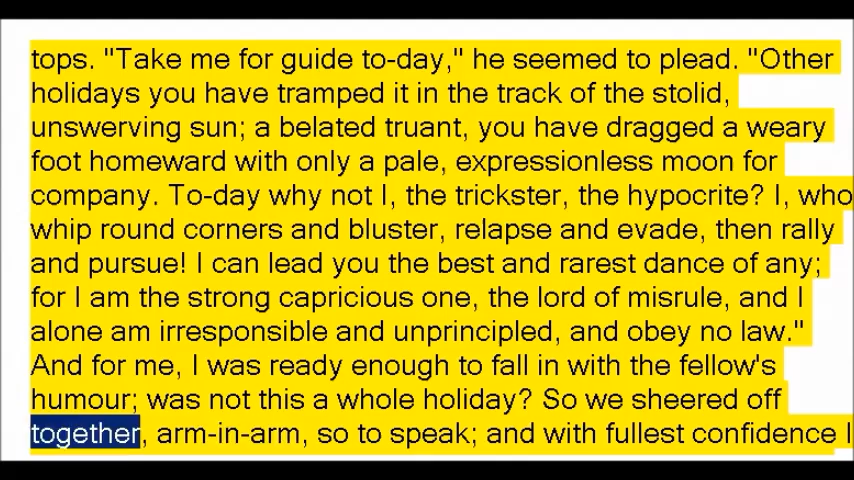 tops. "Take me for guide to-day," he seemed to plead. "Other
holidays you have tramped it in the track of the stolid,
unswerving sun; a belated truant, you have dragged a weary
foot homeward with only a pale, expressionless moon for
company. To-day why not I, the trickster, the hypocrite? I, who
whip round corners and bluster, relapse and evade, then rally
and pursue! I can lead you the best and rarest dance of any;
for I am the strong capricious one, the lord of misrule, and I
alone am irresponsible and unprincipled, and obey no law."
And for me, I was ready enough to fall in with the fellow's
humour; was not this a whole holiday? So we sheered off
together, arm-in-arm, so to speak; and with fullest confidence I